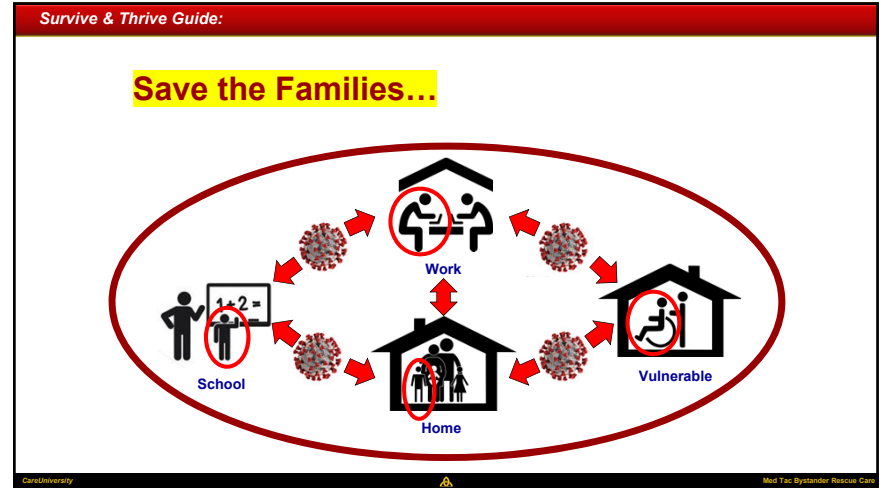 Survive & Thrive Guide:
Save the Families…
Work
1+2 =
School
Vulnerable
Home
CareUniversity
Med Tac Bystander Rescue Care